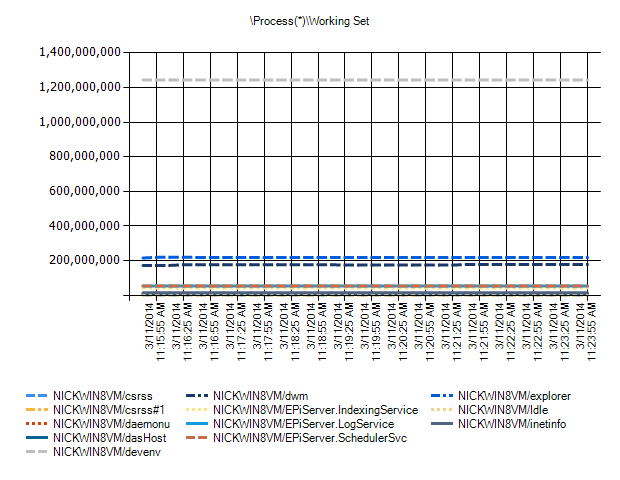 \Process(*)\Working Set
1,400,000,000
1,200,000,000
1,000,000,000
800,000,000
600,000,000
400,000,000
200,000,000
3/11/2014
11:15:55 AM
3/11/2014
11:16:25 AM
3/11/2014
11:16:55 AM
3/11/2014
11:17:25 AM
3/11/2014
11:17:55 AM
3/11/2014
11:18:25 AM
3/11/2014
11:18:55 AM
3/11/2014
11:19:25 AM
3/11/2014
11:19:55 AM
3/11/2014
11:20:25 AM
3/11/2014
11:20:55 AM
3/11/2014
11:21:25 AM
3/11/2014
11:21:55 AM
3/11/2014
11:22:25 AM
3/11/2014
11:22:55 AM
3/11/2014
11:23:25 AM
3/11/2014
11:23:55 AM
NICKWIN8VM/csrss
NICKWIN8VM/dwm
NICKWIN8VM/explorer
NICKWIN8VM/csrss#1
NICKWIN8VM/EPiServer.IndexingService
NICKWIN8VM/Idle
NICKWIN8VM/daemonu
NICKWIN8VM/EPiServer.LogService
NICKWIN8VM/inetinfo
NICKWIN8VM/dasHost
NICKWIN8VM/EPiServer.SchedulerSvc
NICKWIN8VM/devenv